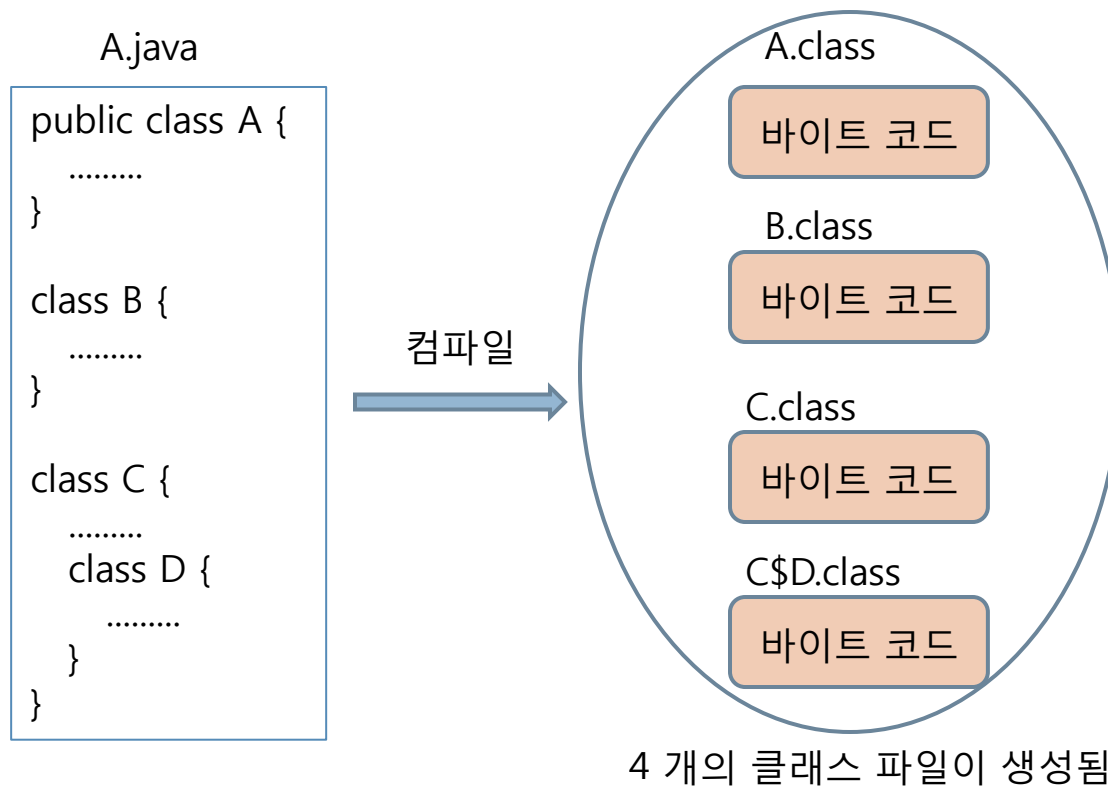 A.java
public class A {
.........
}
class B {
.........
}
class C {
.........
class D {
.........
}
}
컴파일
A.class
바이트 코드
B.class
바이트 코드
C.class
바이트 코드
C$D.class
바이트 코드
4 개의 클래스 파일이 생성됨